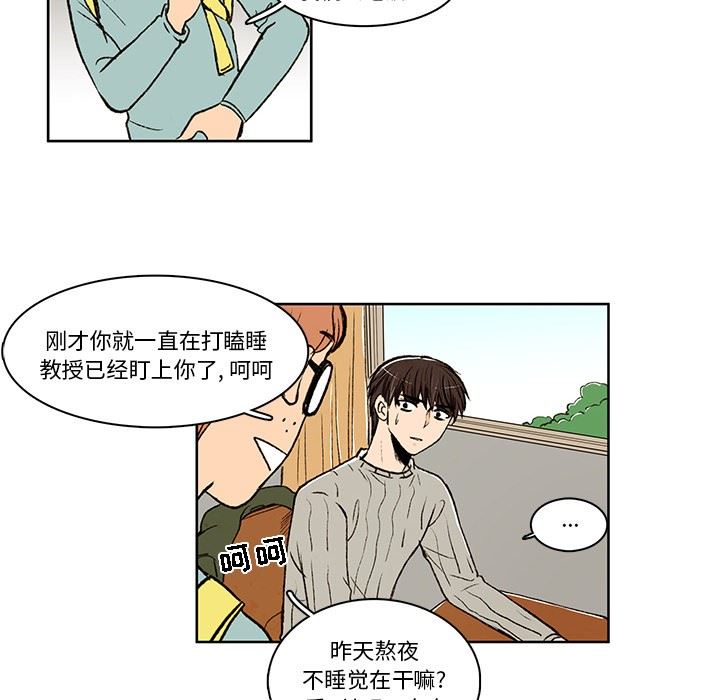 刚才你就一直在打瞌睡
教授已经盯上你了, 呵呵
...
呵呵
昨天熬夜
不睡觉在干嘛?